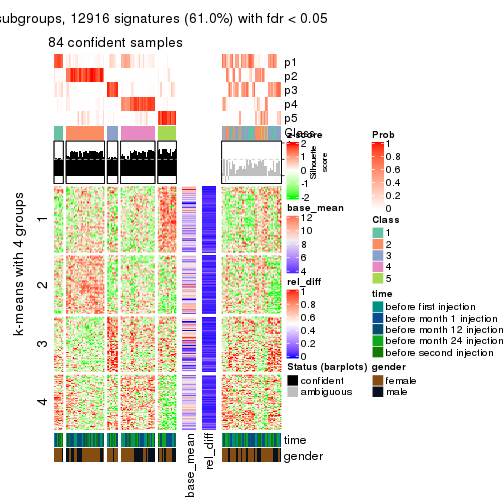 subgroups, 12916 signatures (61.0%) with fdr < 0.05
84 confident samples
p1
p2
p3
p4
p5
Class
k-means with 4 groups
1
2
3
4
time
gender
base_mean
rel_diff
z-score
2
1
0
-1
-2
Silhouette
score
base_mean
12
10
8
6
4
rel_diff
1
0.8
0.6
0.4
0.2
0
Status (barplots)
confident
ambiguous
Prob
1
0.8
0.6
0.4
0.2
0
Class
1
2
3
4
5
time
before first injection
before month 1 injection
before month 12 injection
before month 24 injection
before second injection
gender
female
male